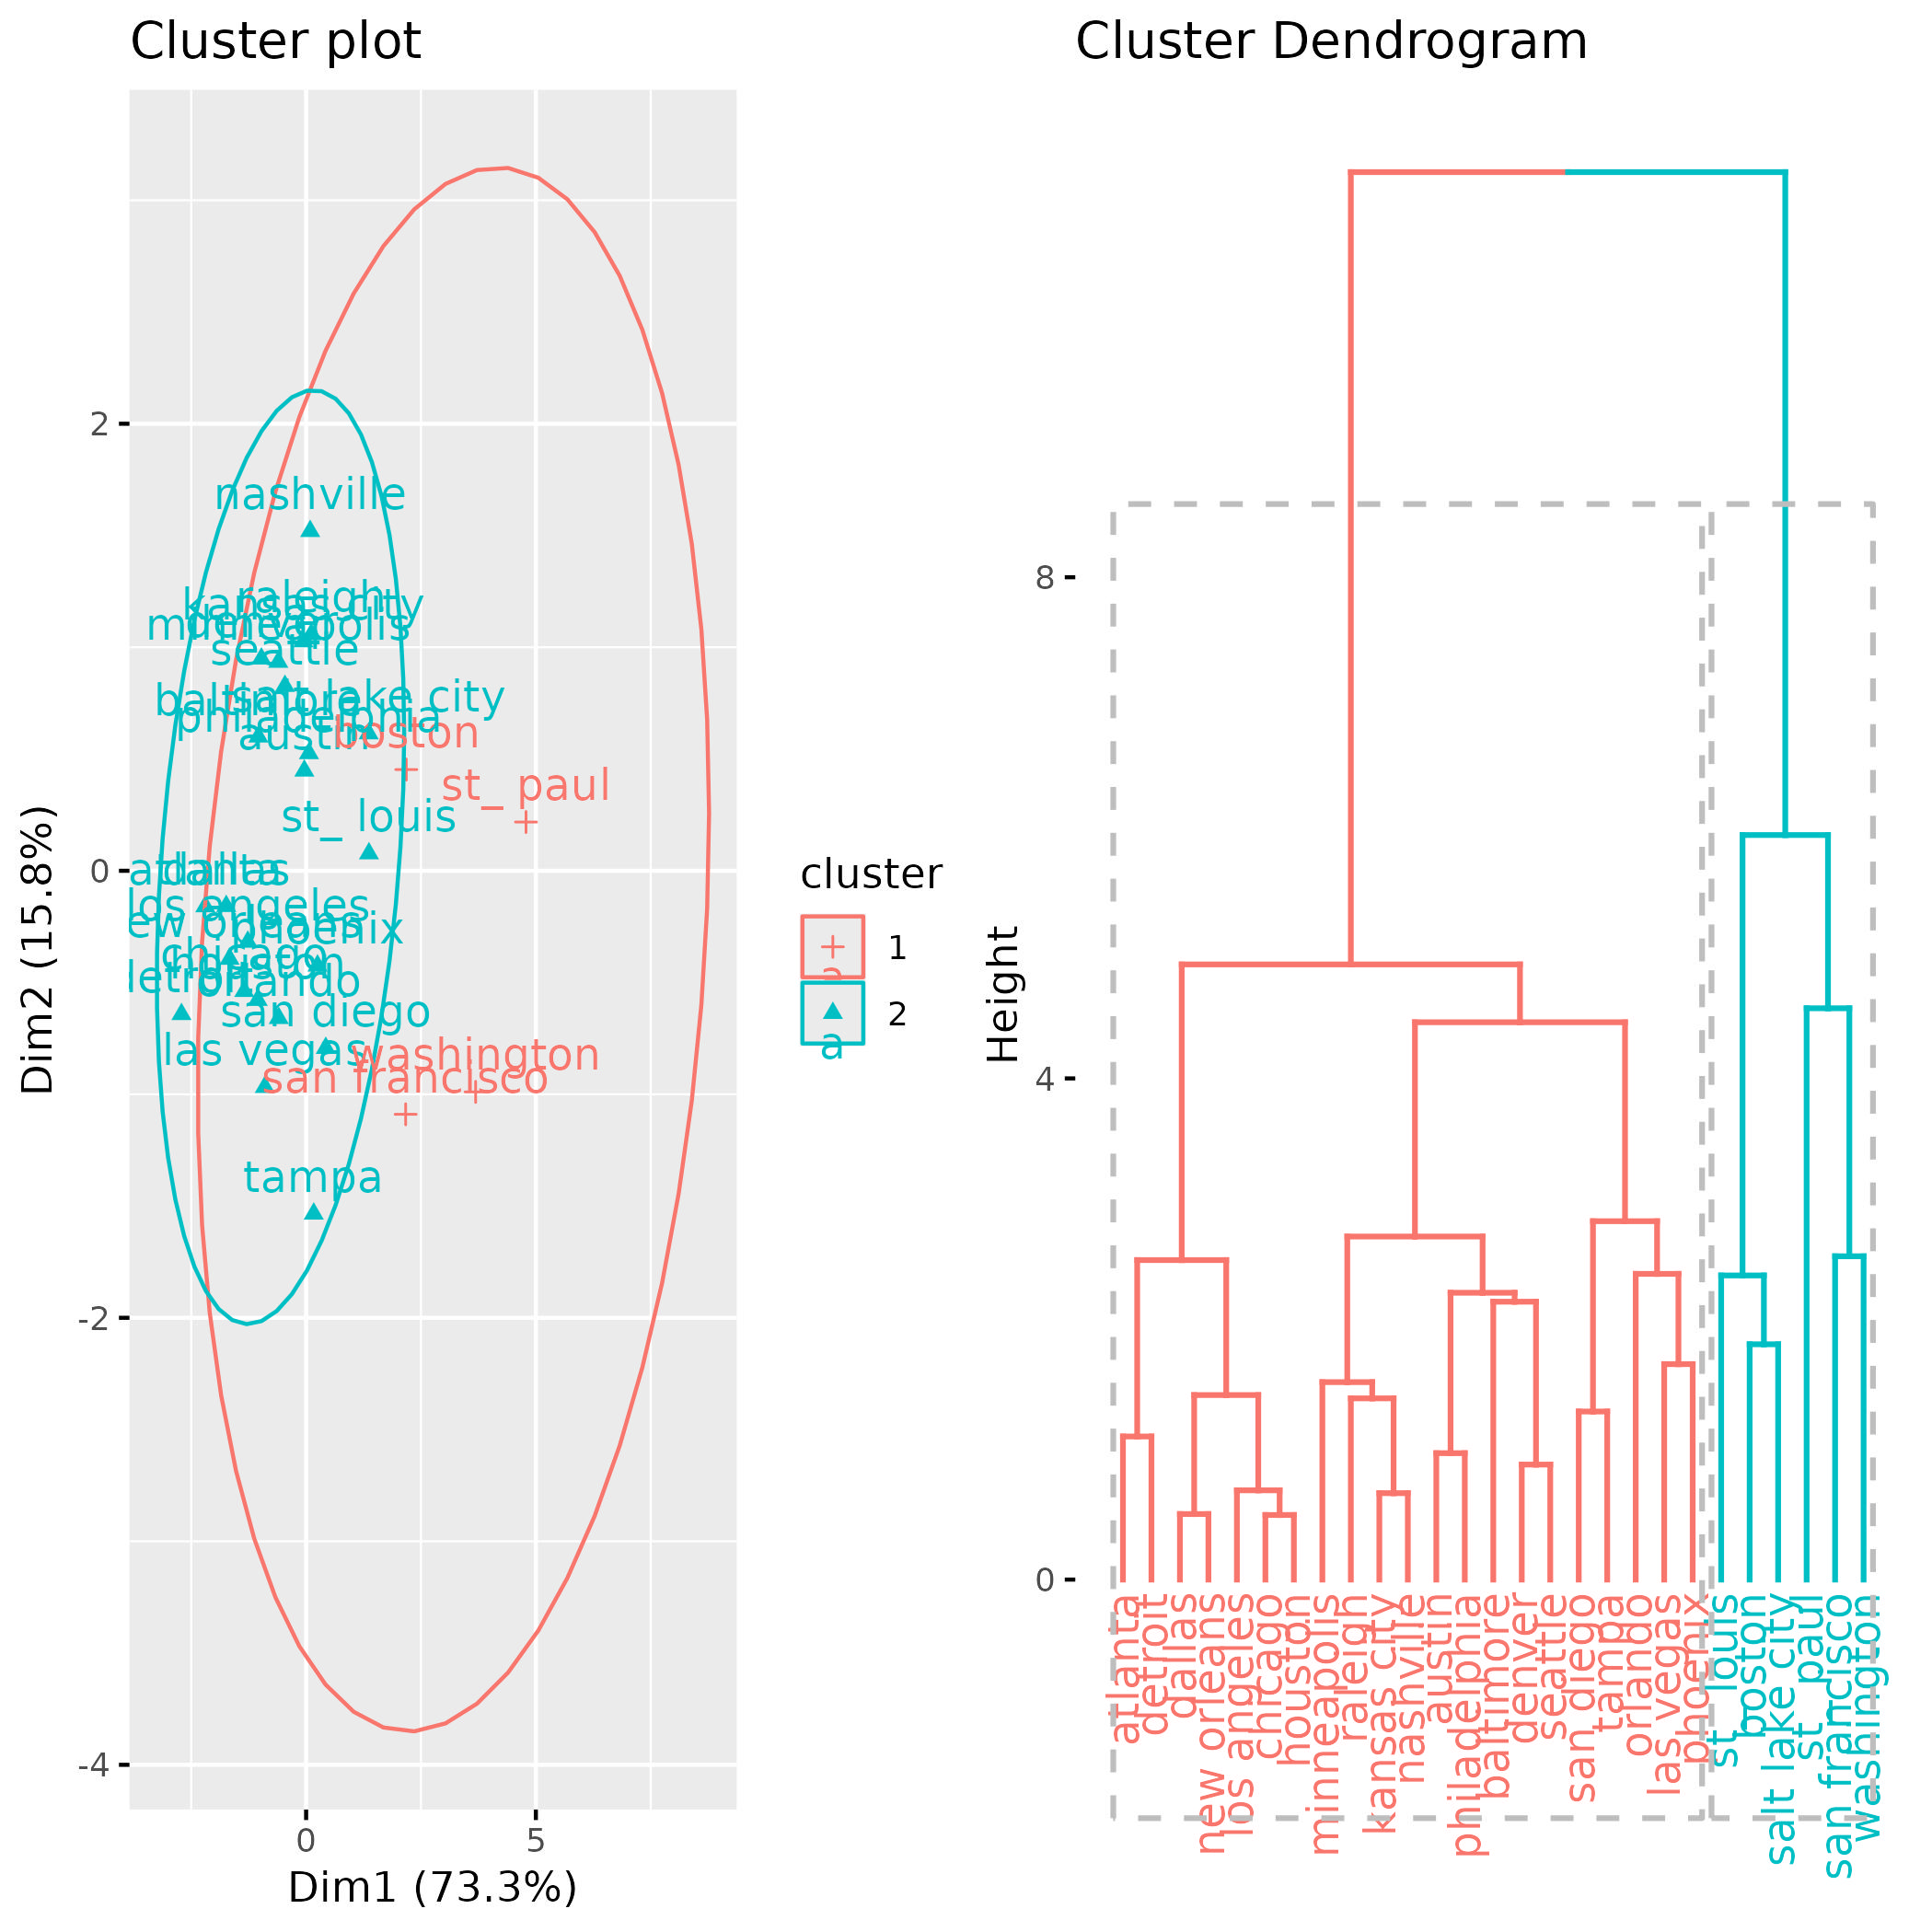 Cluster plot
2
0
-2
-4
0
5
Dim1 (73.3%)
Dim2 (15.8%)
nashville
raleigh
kansas city
minneapolis
denver
seattle
salt lake city
baltimore
philadelphia
boston
austin
st_ paul
st_ louis
atlanta
dallas
los angeles
new orleans
phoenix
chicago
houston
detroit
orlando
san diego
las vegas
washington
san francisco
tampa
cluster
1
2
a
Cluster Dendrogram
Height
8
4
0
atlanta
detroit
dallas
new orleans
los angeles
chicago
houston
minneapolis
raleigh
kansas city
nashville
austin
philadelphia
baltimore
denver
seattle
san diego
tampa
orlando
las vegas
phoenix
st_ louis
boston
salt lake city
st_ paul
san francisco
washington